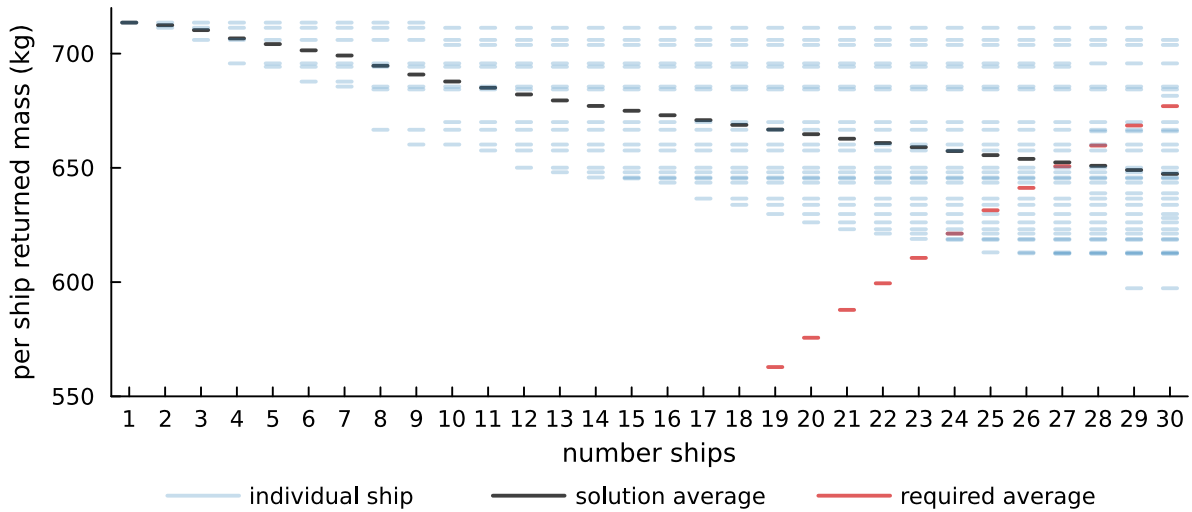 per ship returned mass (kg)
700
650
600
550
1 2 3 4 5 6 7 8 9 10 11 12 13 14 15 16 17 18 19 20 21 22 23 24 25 26 27 28 29 30
number ships
individual ship solution average required average